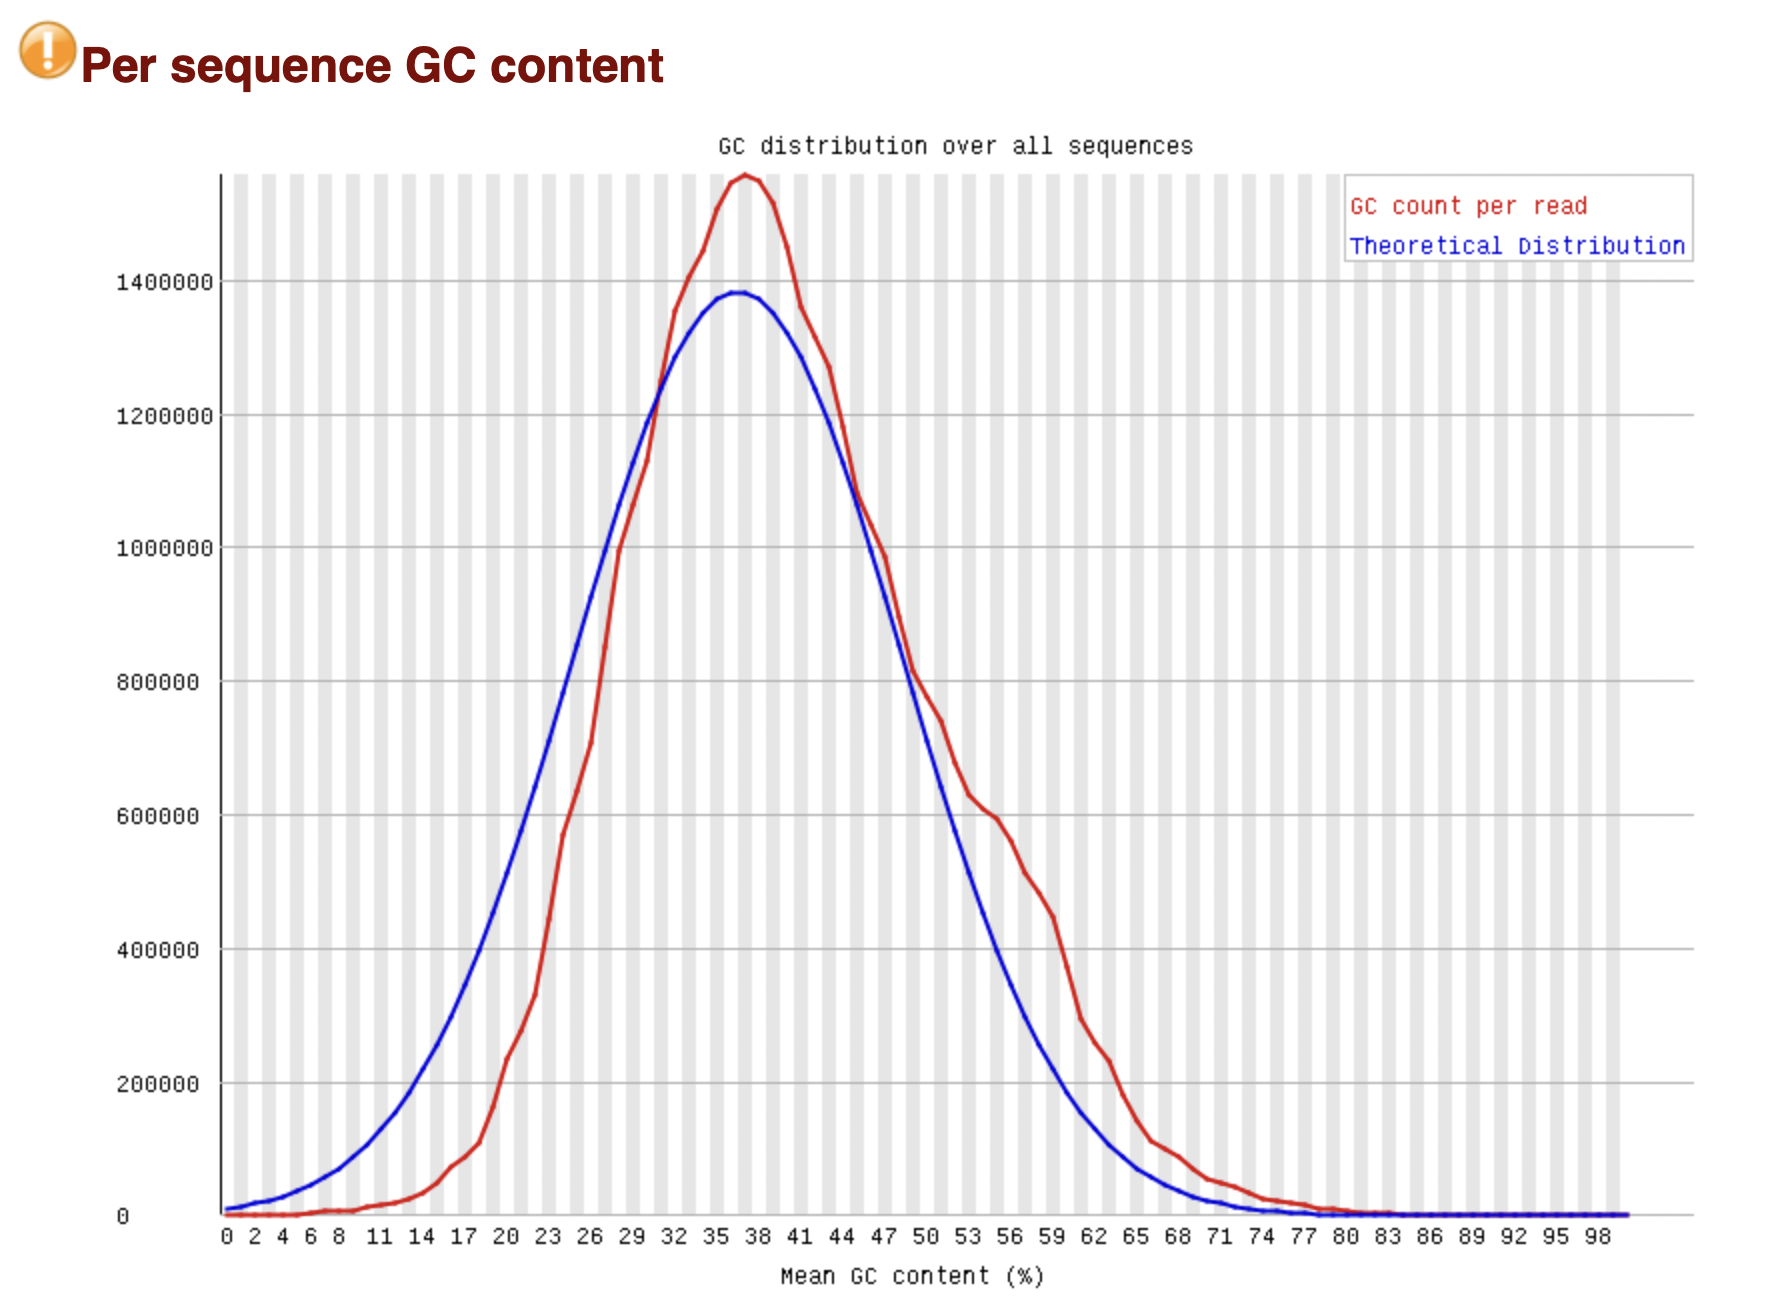 Per sequence GC content
GC distribution over all sequences
GC count per read
Theoretical Distribution
1400000
1200000
1000000
800000
600000
400000
200000
0
0 2 4 6 8 11 14 17 20 23 26 29 32 35 38 41 44 47 50 53 56 59 62 65 68 71 74 77 80 83 86 89 92 95 98
Mean GC content (%)